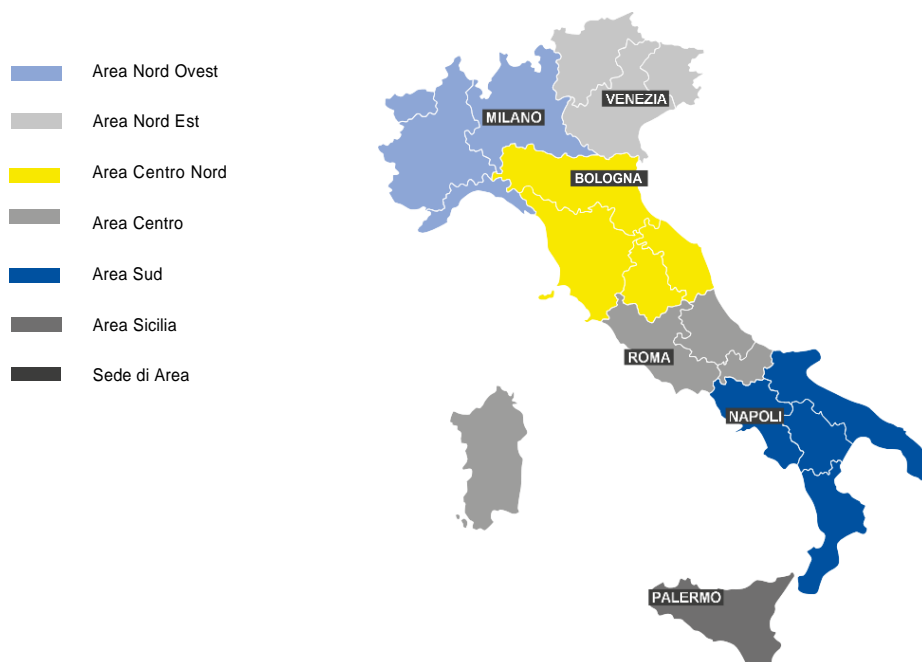 Area Nord Ovest
Area Nord Est
Area Centro Nord
Area Centro
Area Sud
Area Sicilia
Sede di Area
VENEZIA
MILANO
BOLOGNA
ROMA
NAPOLI
PALERMO